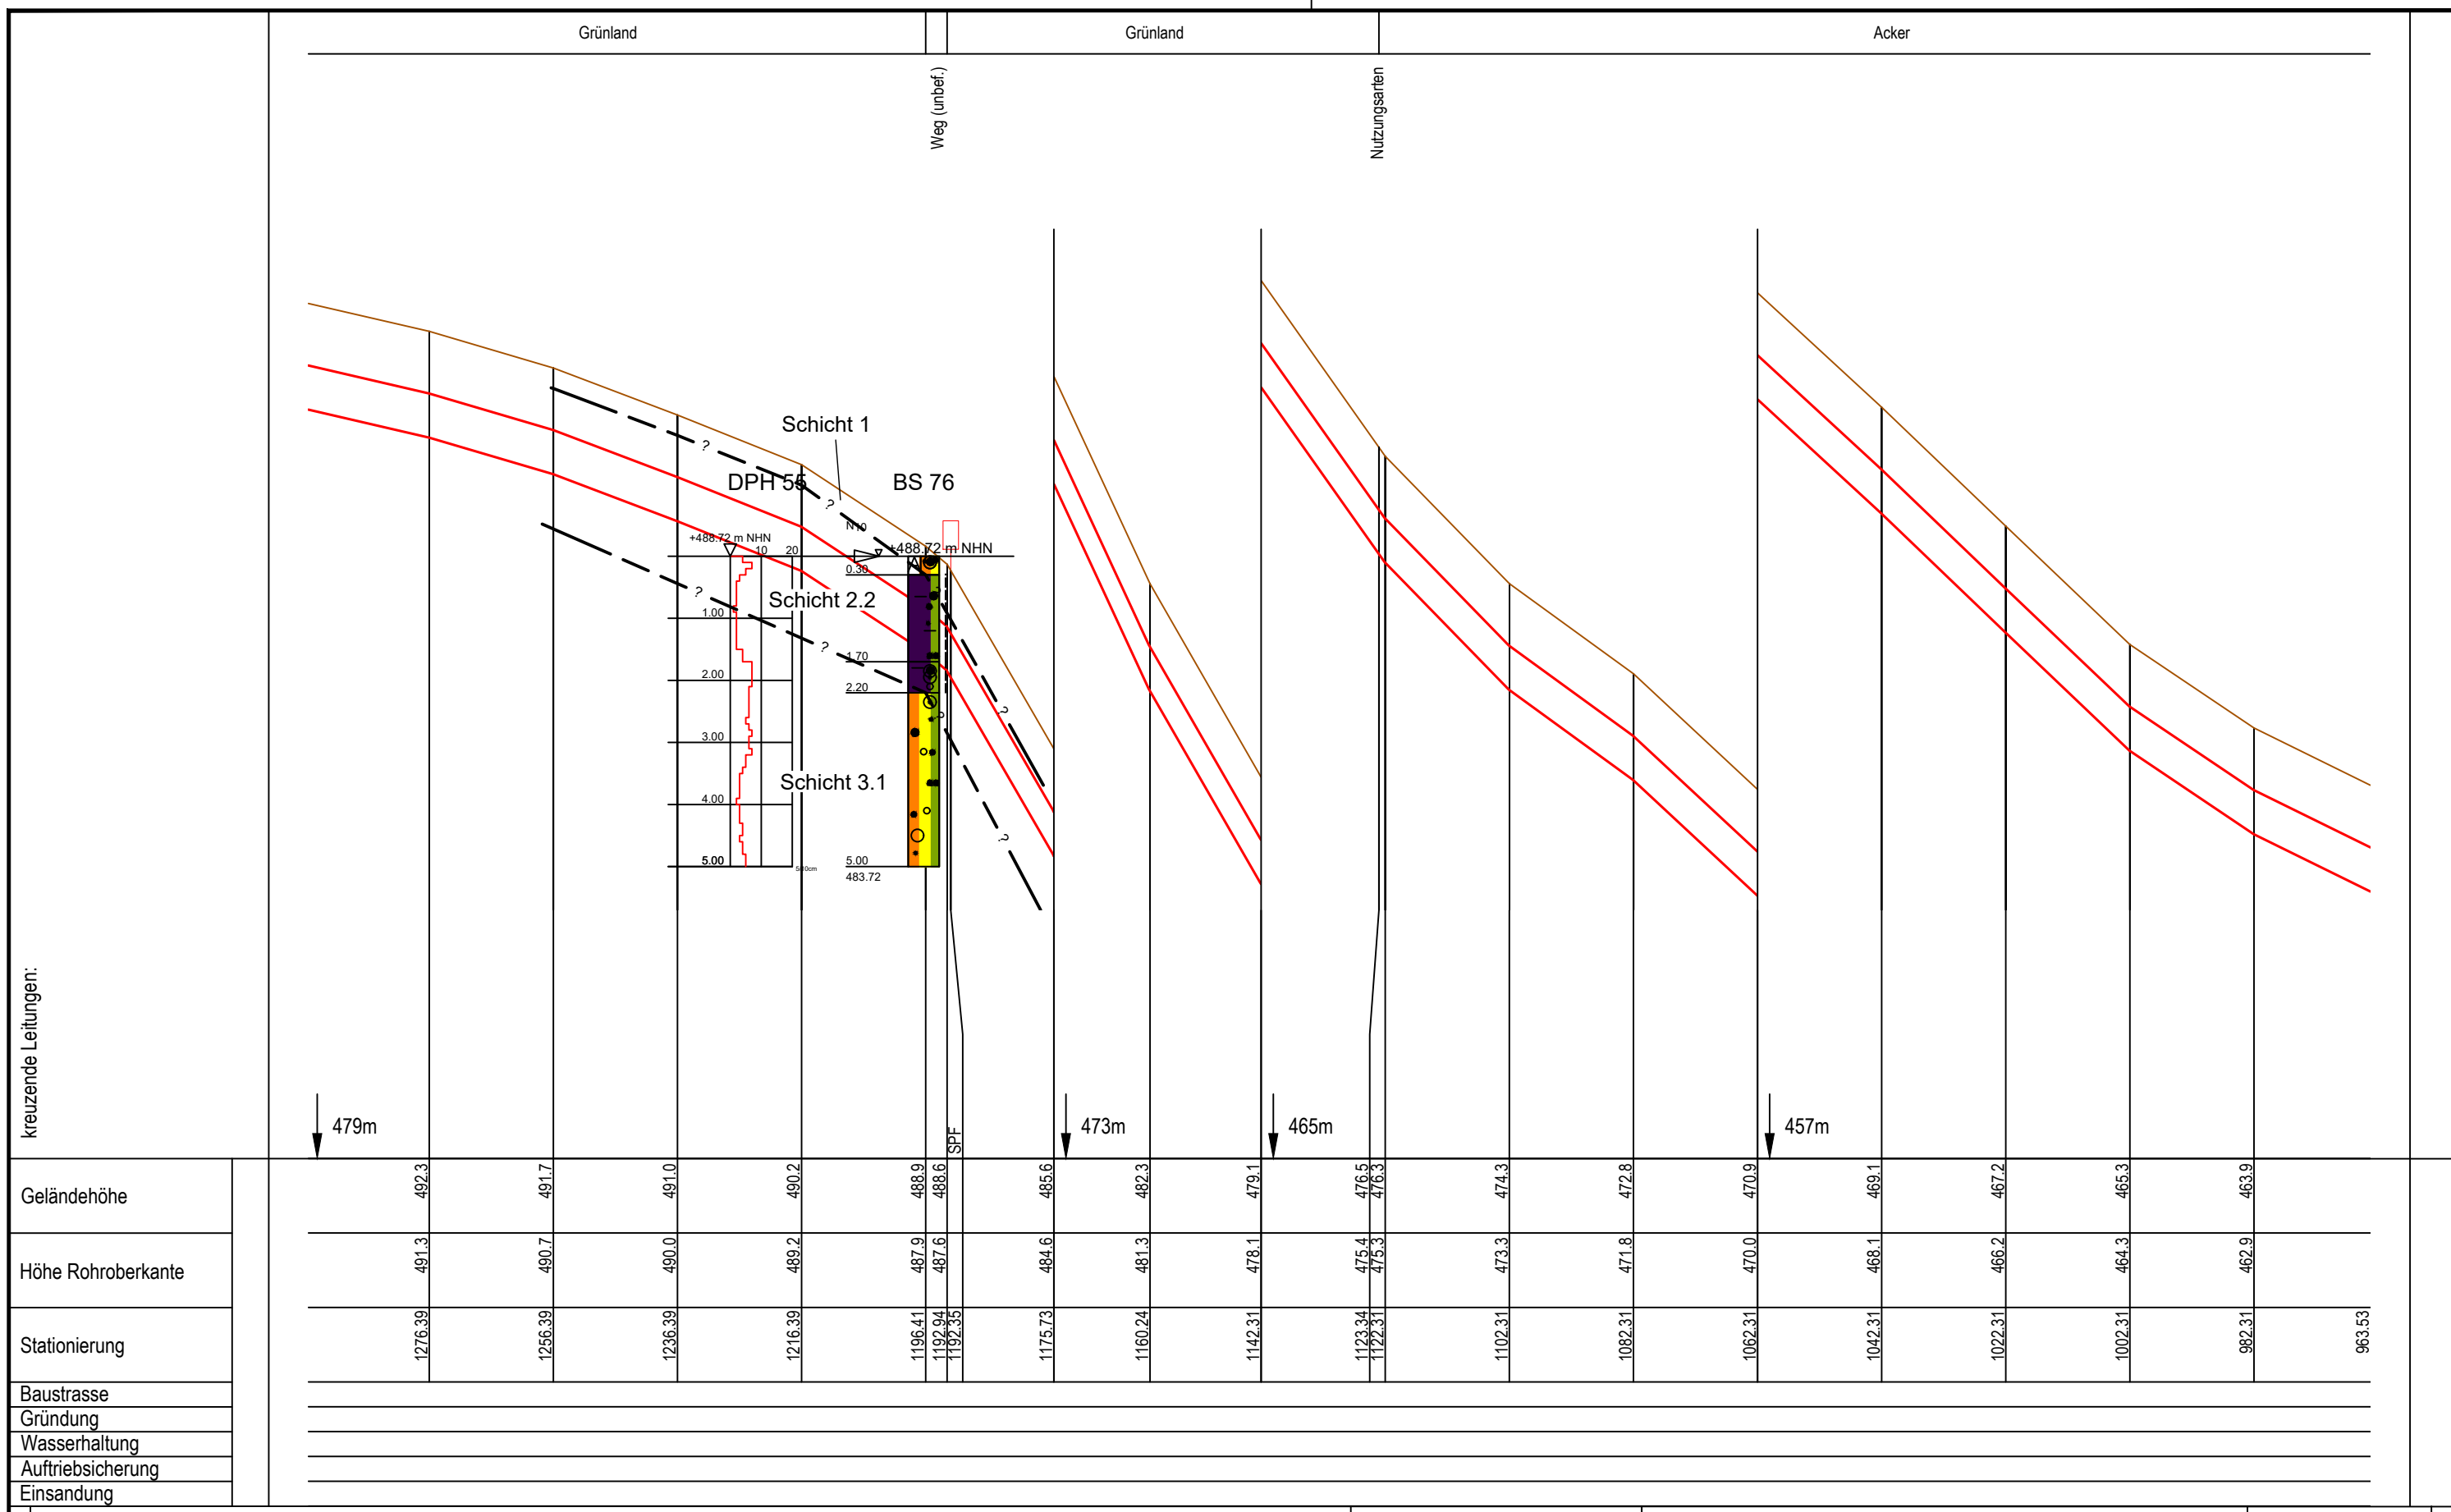 Grünland
Grünland
Acker
Weg (unbef.)
Nutzungsarten
Schicht 1
DPH 55
BS 76
N10
+488.72 m NHN
+488.72 m NHN
10
20
0.30
1.00
1.70
2.00
2.20
3.00
4.00
5.00
5.00
483.72
Schicht 2.2
Schicht 3.1
?
?
?
?
?
?
?
kreuzende Leitungen:
479m
473m
465m
457m
SPF
Geländehöhe
492.3 491.7 491.0 490.2 488.9 488.6 485.6 482.3 479.1 476.5 476.3 474.3 472.8 470.9 469.1 467.2 465.3 463.9
Höhe Rohroberkante
491.3 490.7 490.0 489.2 487.9 487.6 484.6 481.3 478.1 475.4 475.3 473.3 471.8 470.0 468.1 466.2 464.3 462.9
Stationierung
1276.39 1256.39 1236.39 1216.39 1196.41 1192.94 1192.35 1175.73 1160.24 1142.31 1123.34 1122.31 1102.31 1082.31 1062.31 1042.31 1022.31 1002.31 982.31 963.53
Baustrasse
Gründung
Wasserhaltung
Auftriebsicherung
Einsandung